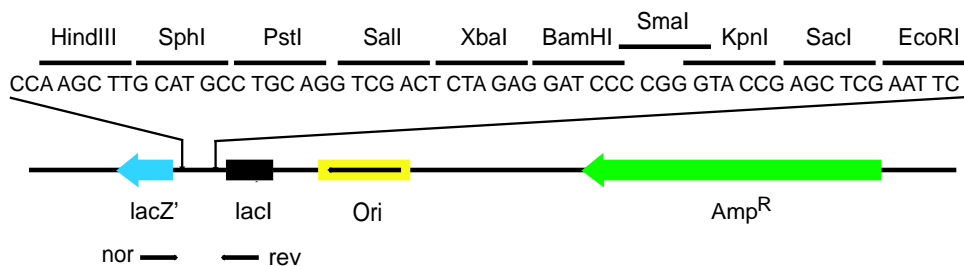 SmaI
HindIII SphI PstI SalI XbaI BamHI KpnI SacI EcoRI
CCA AGC TTG CAT GCC TGC AGG TCG ACT CTA GAG GAT CCC CGG GTA CCG AGC TCG AAT TC
lacZ' lacI Ori AmpR
nor rev